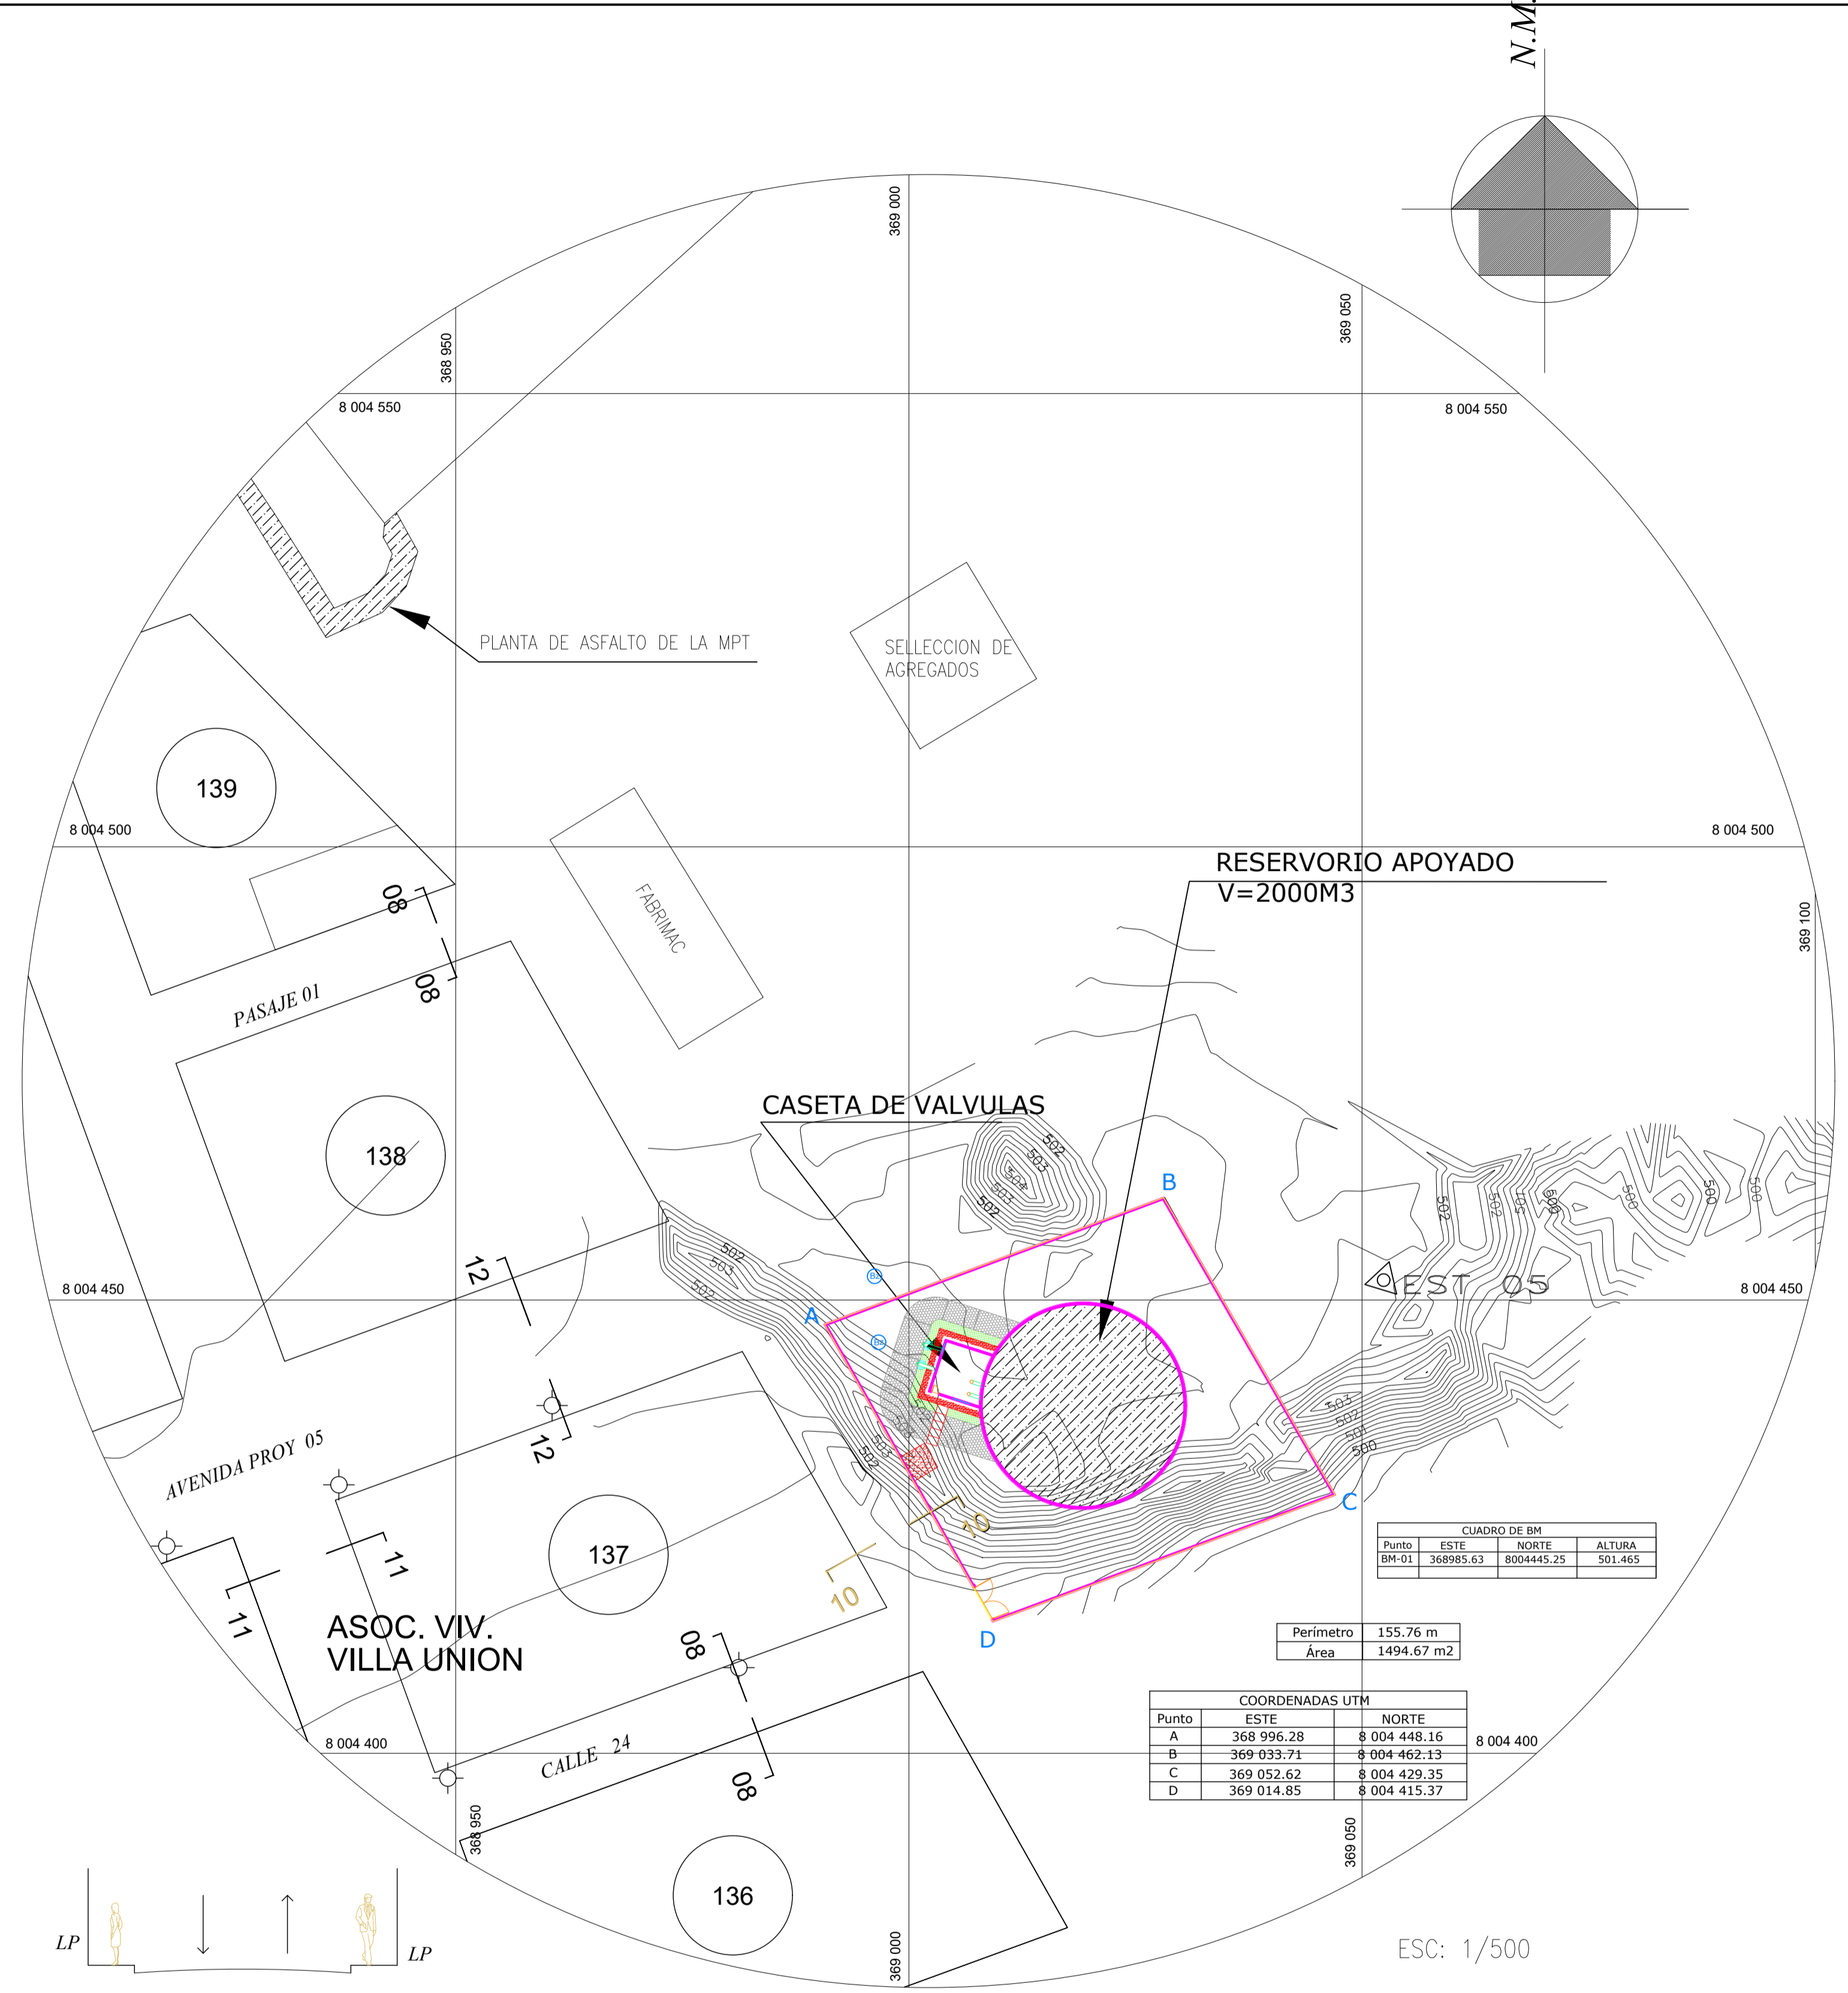 N.M.
369 000
369 050
368 950
8 004 550
8 004 550
PLANTA DE ASFALTO DE LA MPT
SELLECCION DE
AGREGADOS
139
8 004 500
8 004 500
RESERVORIO APOYADO
V=2000M3
08
FABRIMAC
369 100
08
PASAJE 01
CASETA DE VALVULAS
138
502
503
504
503
502
B
502
502
501
500
500
500
500
12
502
503
502
BZ
EST 05
8 004 450
8 004 450
A
BZ
503
502
501
500
503
502
12
AVENIDA PROY 05
C
10
CUADRO DE BM
Punto ESTE NORTE ALTURA
BM-01 368985.63 8004445.25 501.465
11
137
10
11
ASOC. VIV.
VILLA UNION
08
D
Perímetro 155.76 m
Área 1494.67 m2
COORDENADAS UTM
Punto ESTE NORTE
A 368 996.28 8 004 448.16
B 369 033.71 8 004 462.13
C 369 052.62 8 004 429.35
D 369 014.85 8 004 415.37
8 004 400
8 004 400
CALLE 24
08
368 950
369 050
136
369 000
LP
LP
ESC: 1/500